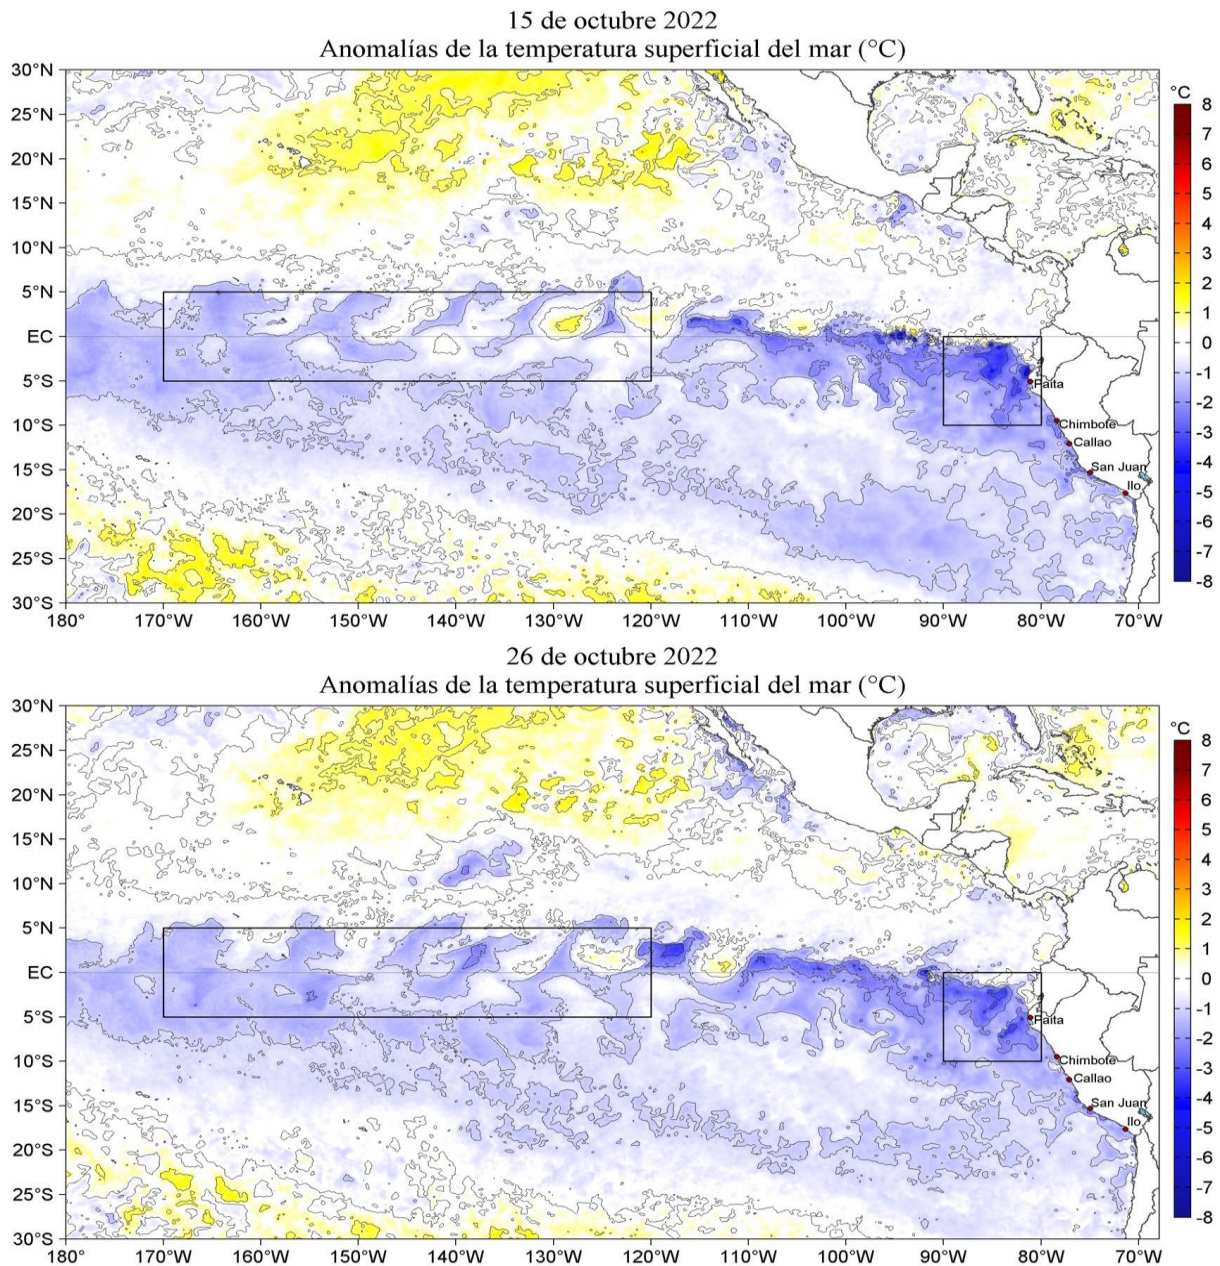 15 de octubre 2022
Anomalías de la temperatura superficial del mar (°C)
30°N
25°N
20°N
15°N
10°N
5°N
EC
5°S
10°S
15°S
20°S
25°S
30°S
180° 170°W 160°W 150°W 140°W 130°W 120°W 110°W 100°W 90°W 80°W 70°W
Paita
Chimbote
Callao
San Juan
Ilo
°C
8
7
6
5
4
3
2
1
0
-1
-2
-3
-4
-5
-6
-7
-8
26 de octubre 2022
Anomalías de la temperatura superficial del mar (°C)
30°N
25°N
20°N
15°N
10°N
5°N
EC
5°S
10°S
15°S
20°S
25°S
30°S
180° 170°W 160°W 150°W 140°W 130°W 120°W 110°W 100°W 90°W 80°W 70°W
Paita
Chimbote
Callao
San Juan
Ilo
°C
8
7
6
5
4
3
2
1
0
-1
-2
-3
-4
-5
-6
-7
-8